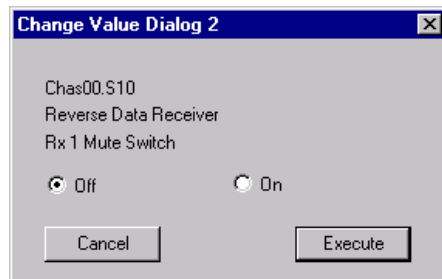 Change Value Dialog 2
Chas00.S10
Reverse Data Receiver
Rx 1 Mute Switch
Off On
Cancel Execute